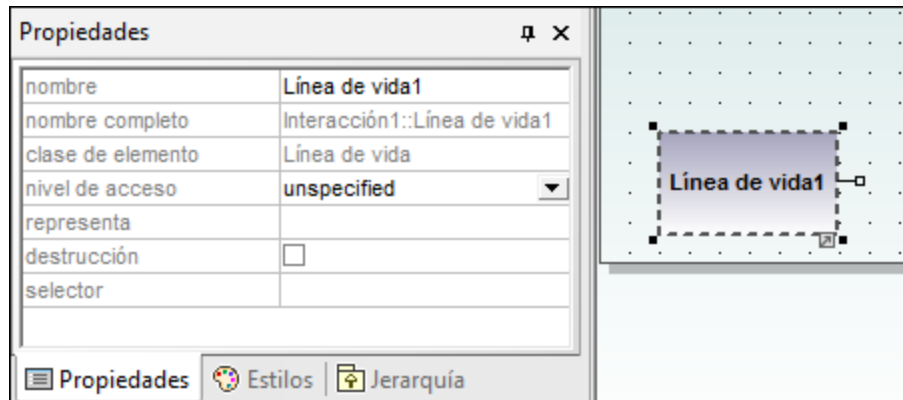 Propiedades
nombre Línea de vida1
nombre completo Interacción1::Línea de vida1
clase de elemento Línea de vida
nivel de acceso unspecified
representa
destrucción
selector
Línea de vida1
Propiedades Estilos Jerarquía